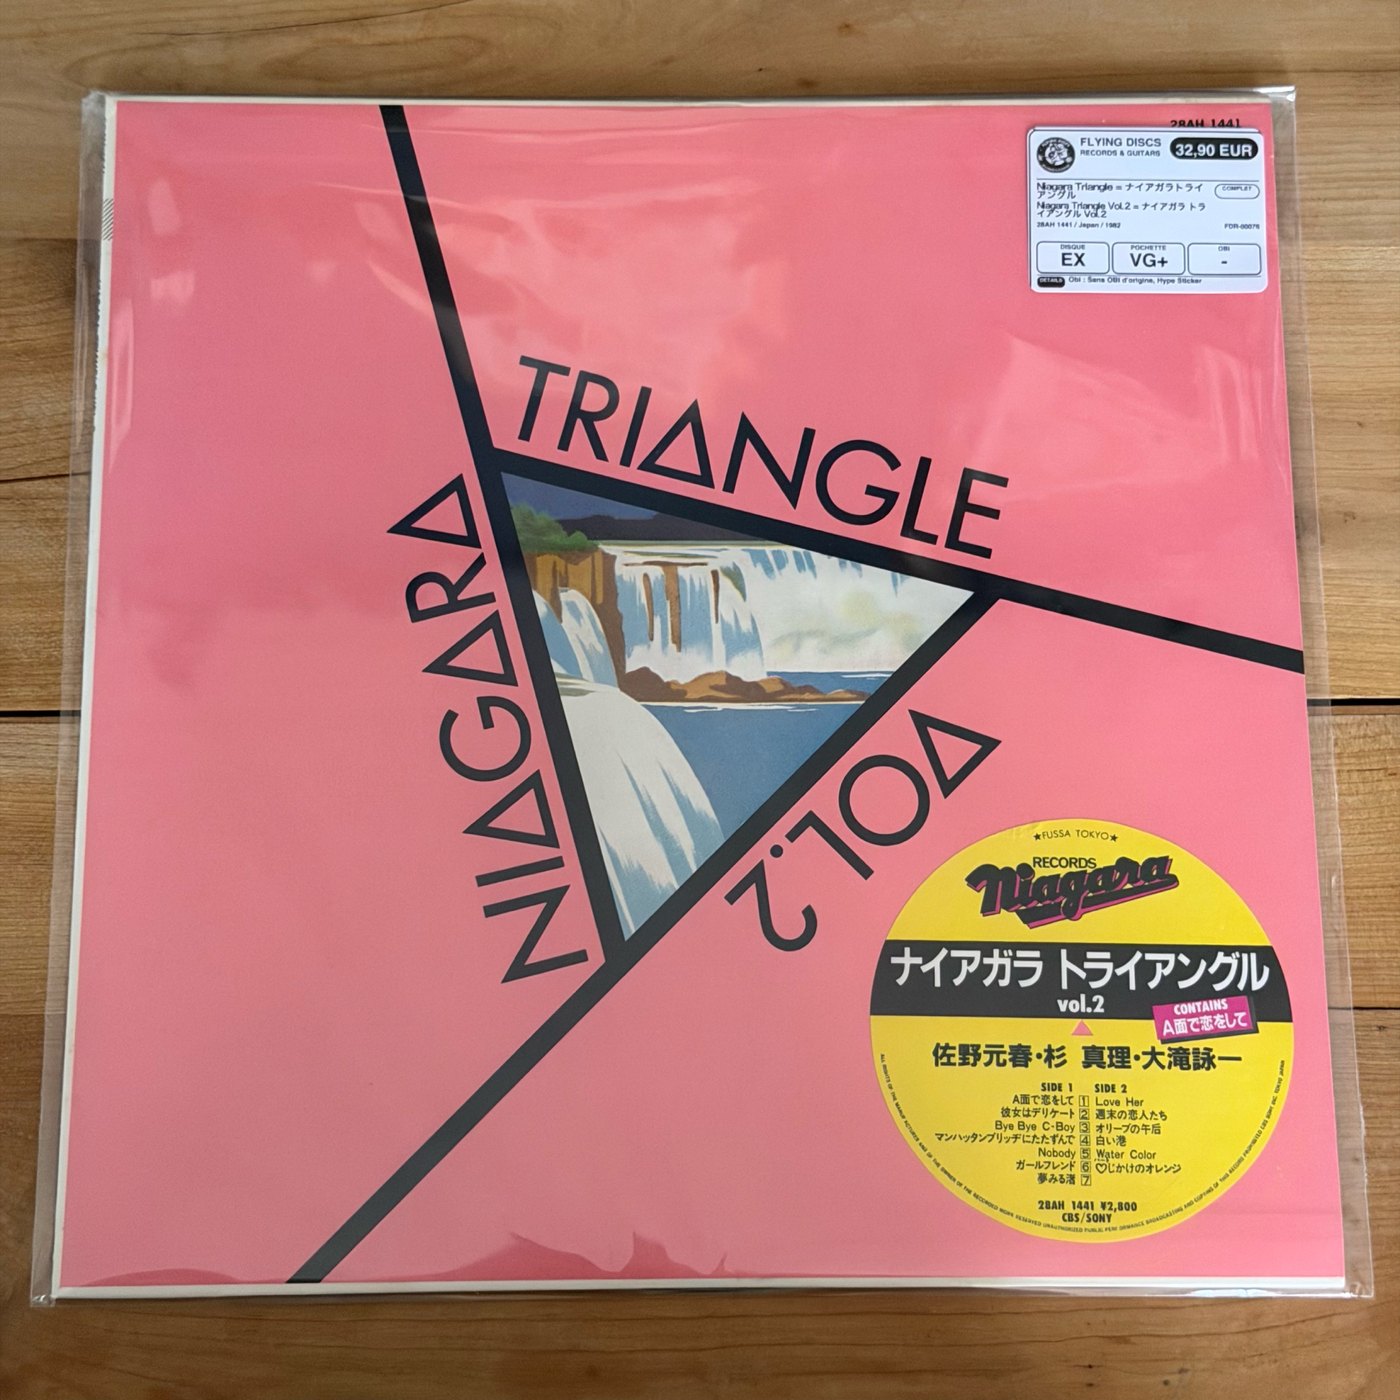 28AH 1441
FLYING DISCS
RECORDS & GUITARS
32,90 EUR
Niagara Triangle = ナイアガラトライ
アングル
COMPLET
Niagara Triangle Vol.2 = ナイアガラ トラ
イアングル Vol.2
28AH 1441 / Japan / 1982
FDR-00076
DISQUE
EX
POCHETTE
VG+
OBI
-
DETAILS Obi : Sans OBI d'origine, Hype Sticker
NIAGARA
TRIANGLE
VOL.2
★FUSSA TOKYO★
RECORDS
Niagara
ナイアガラ トライアングル
vol.2
CONTAINS
A面で恋をして
佐野元春・杉 真理・大滝詠一
SIDE 1 SIDE 2
A面で恋をして 1 Love Her
彼女はデリケート 2 週末の恋人たち
Bye Bye C-Boy 3 オリーブの午后
マンハッタンブリッヂにたたずんで 4 白い港
Nobody 5 Water Color
ガールフレンド 6 ♡じかけのオレンジ
夢みる渚 7
28AH 1441 ¥2,800
CBS/SONY